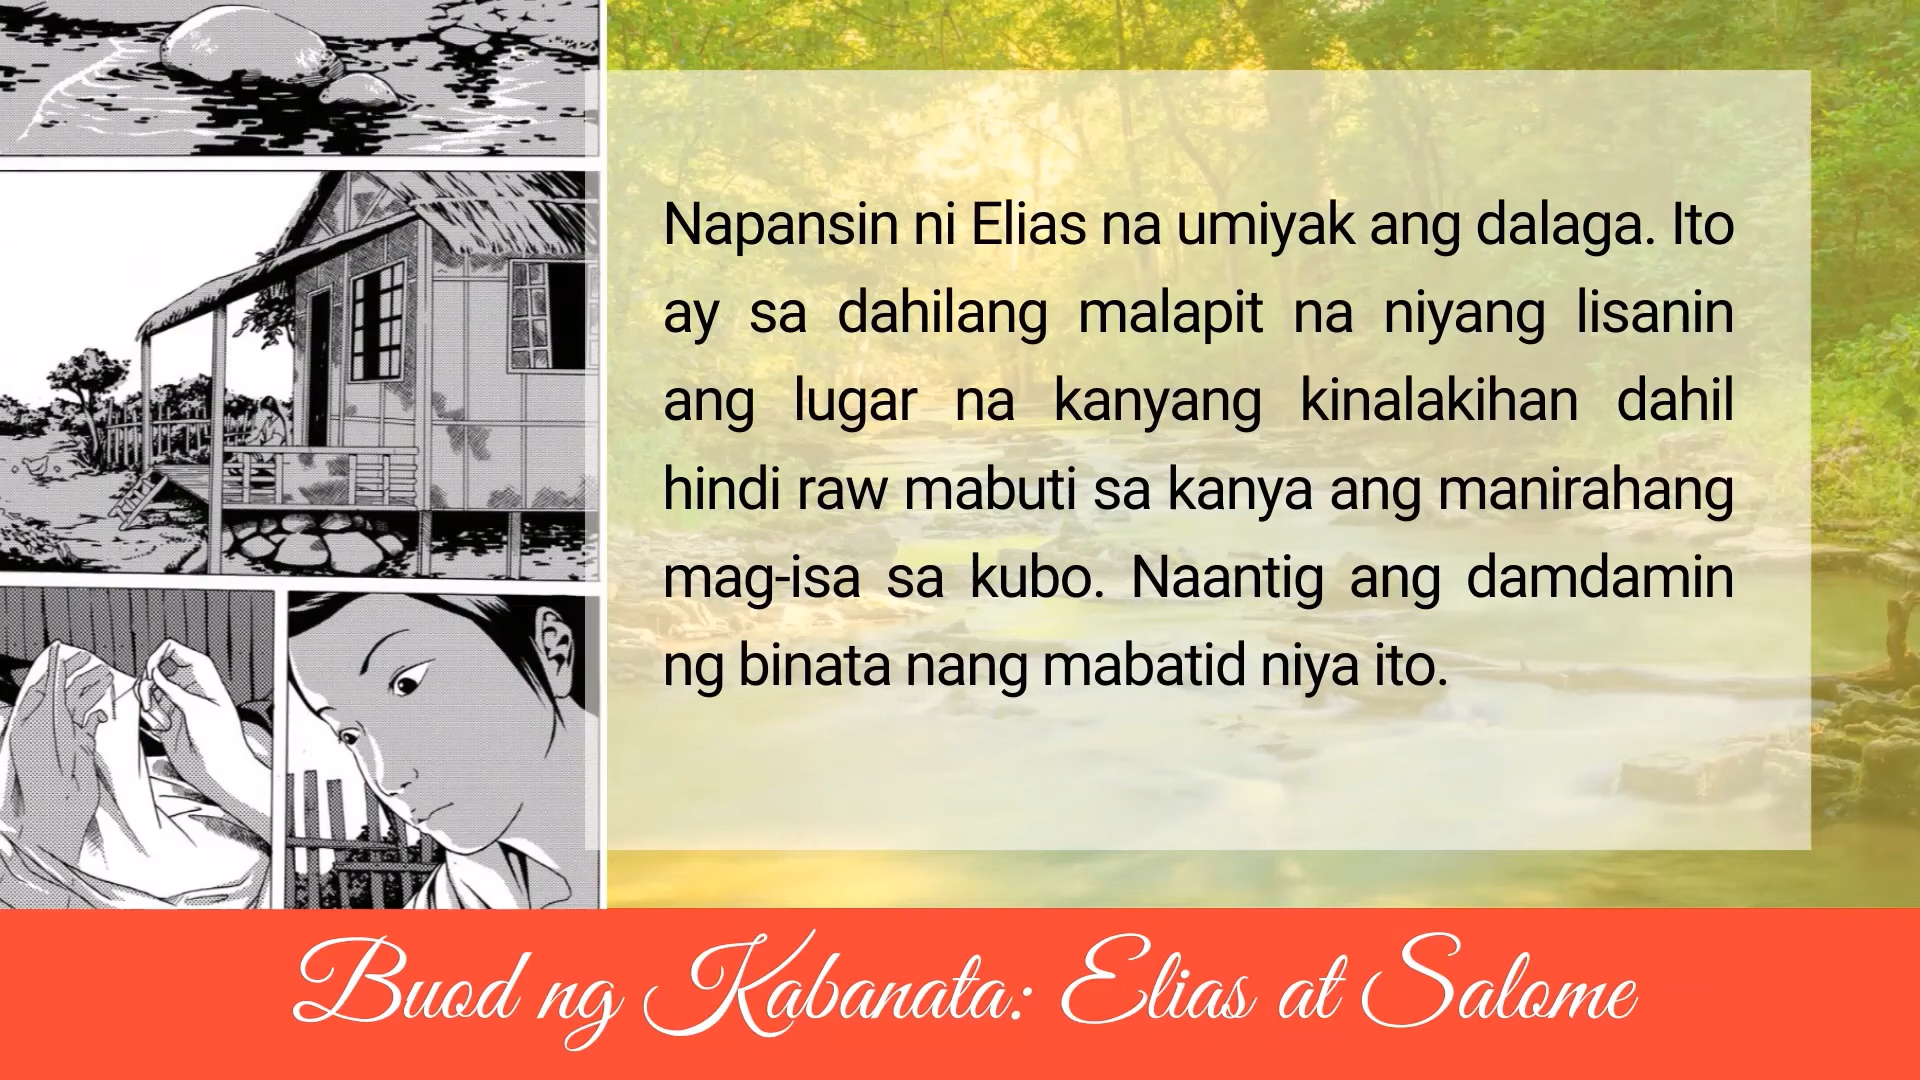 Napansin ni Elias na umiyak ang dalaga. Ito
ay sa dahilang malapit na niyang lisanin
ang lugar na kanyang kinalakihan dahil
hindi raw mabuti sa kanya ang manirahang
mag-isa sa kubo. Naantig ang damdamin
ng binata nang mabatid niya ito.
Buod ng Kabanata: Elias at Salome